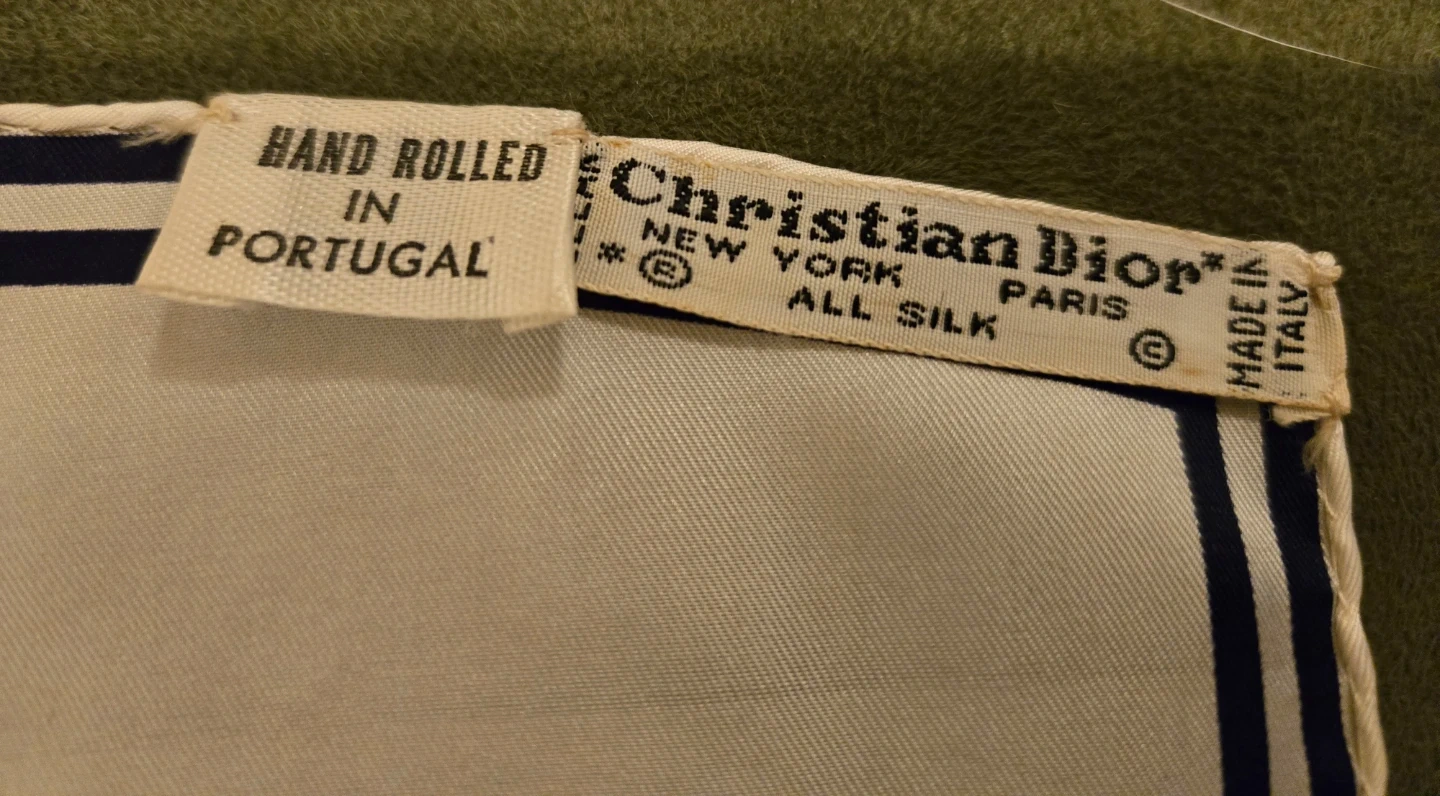 HAND ROLLED
IN
PORTUGAL
Christian Dior*
* ® NEW YORK PARIS
ALL SILK ©
MADE IN
ITALY